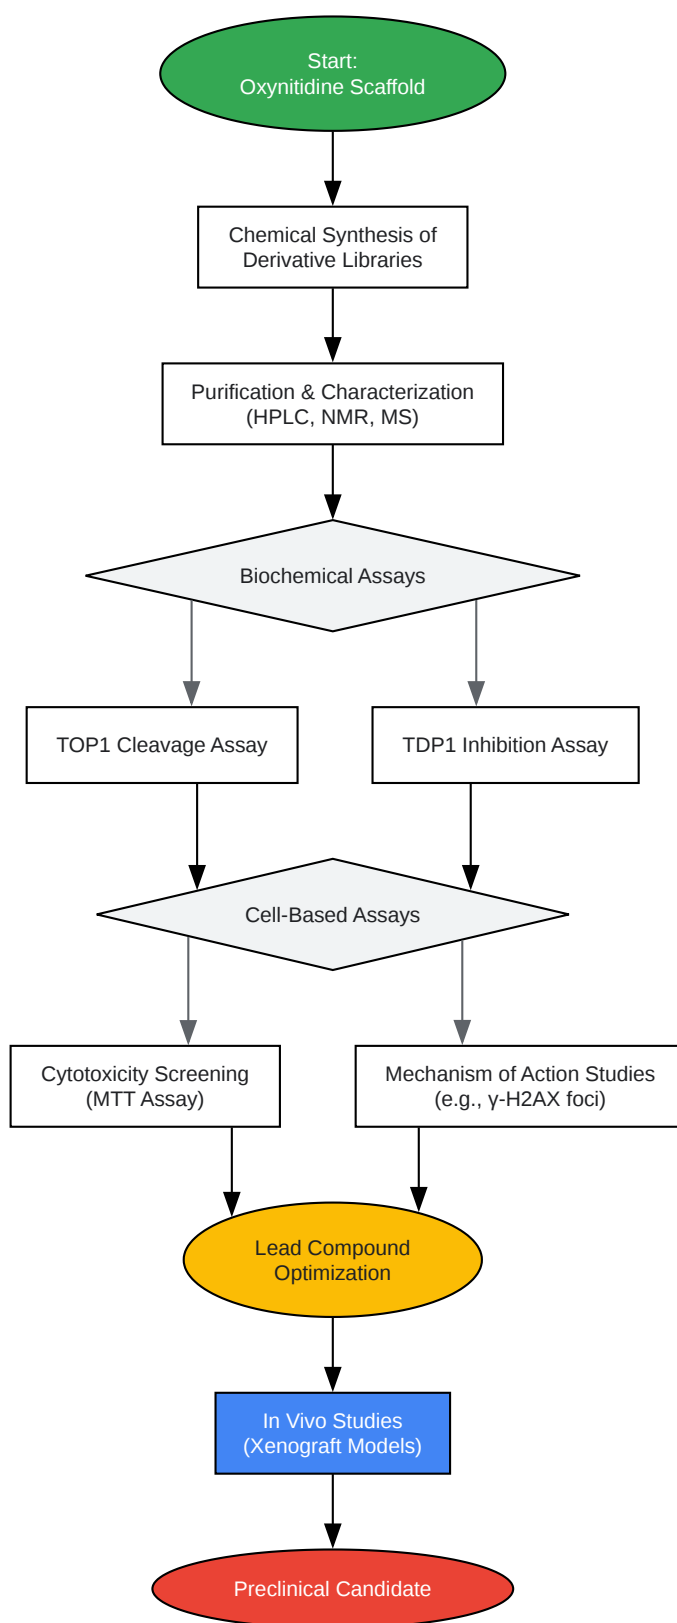 Start:
Oxynitidine Scaffold
Chemical Synthesis of
Derivative Libraries
Purification & Characterization
(HPLC, NMR, MS)
Biochemical Assays
TOP1 Cleavage Assay
TDP1 Inhibition Assay
Cell-Based Assays
Cytotoxicity Screening
(MTT Assay)
Mechanism of Action Studies
(e.g., γ-H2AX foci)
Lead Compound
Optimization
In Vivo Studies
(Xenograft Models)
Preclinical Candidate